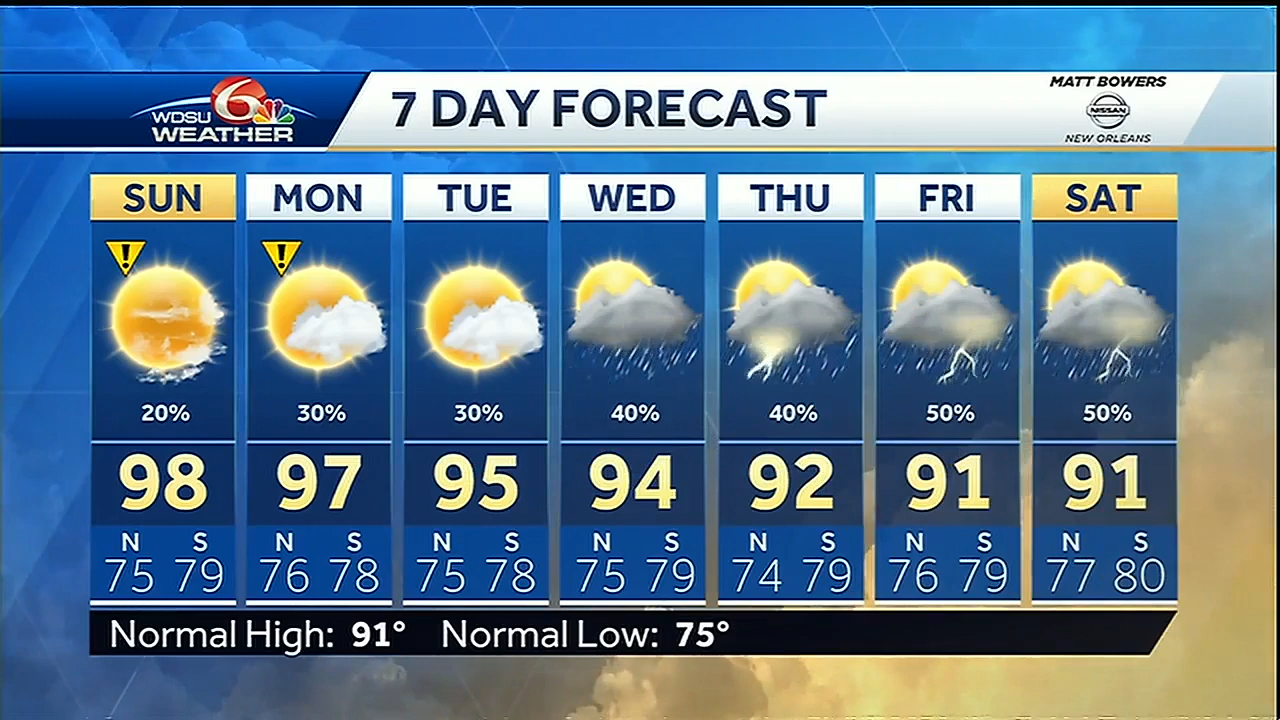 WDSU 6
WEATHER
7 DAY FORECAST
MATT BOWERS
NISSAN
NEW ORLEANS
SUN MON TUE WED THU FRI SAT
! !
20% 30% 30% 40% 40% 50% 50%
98 97 95 94 92 91 91
N S N S N S N S N S N S N S
75 79 76 78 75 78 75 79 74 79 76 79 77 80
Normal High: 91° Normal Low: 75°